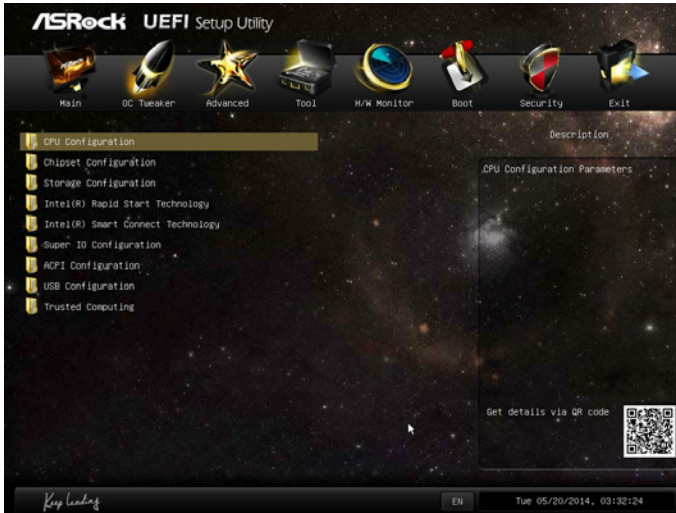 ASRock UEFI Setup Utility
Main
OC Tweaker
Advanced
Tool
H/W Monitor
Boot
Security
Exit
CPU Configuration
Chipset Configuration
Storage Configuration
Intel(R) Rapid Start Technology
Intel(R) Smart Connect Technology
Super IO Configuration
ACPI Configuration
USB Configuration
Trusted Computing
Description
CPU Configuration Parameters
Get details via QR code
Keep Leading
EN
Tue 05/20/2014, 03:32:24